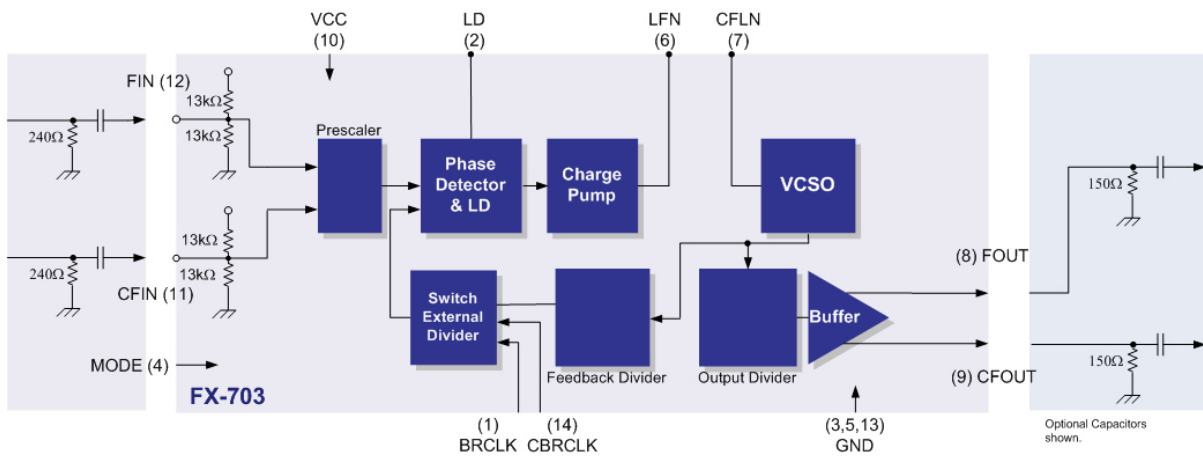 VCC
(10)
LD
(2)
LFN
(6)
CFLN
(7)
FIN (12)
13kΩ
13kΩ
240Ω
Prescaler
Phase
Detector
& LD
Charge
Pump
VCSO
150Ω
13kΩ
13kΩ
240Ω
CFIN (11)
(8) FOUT
Switch
External
Divider
Buffer
MODE (4)
FX-703
Feedback Divider
Output Divider
150Ω
(9) CFOUT
(1)
BRCLK
(14)
CBRCLK
(3,5,13)
GND
Optional Capacitors
shown.